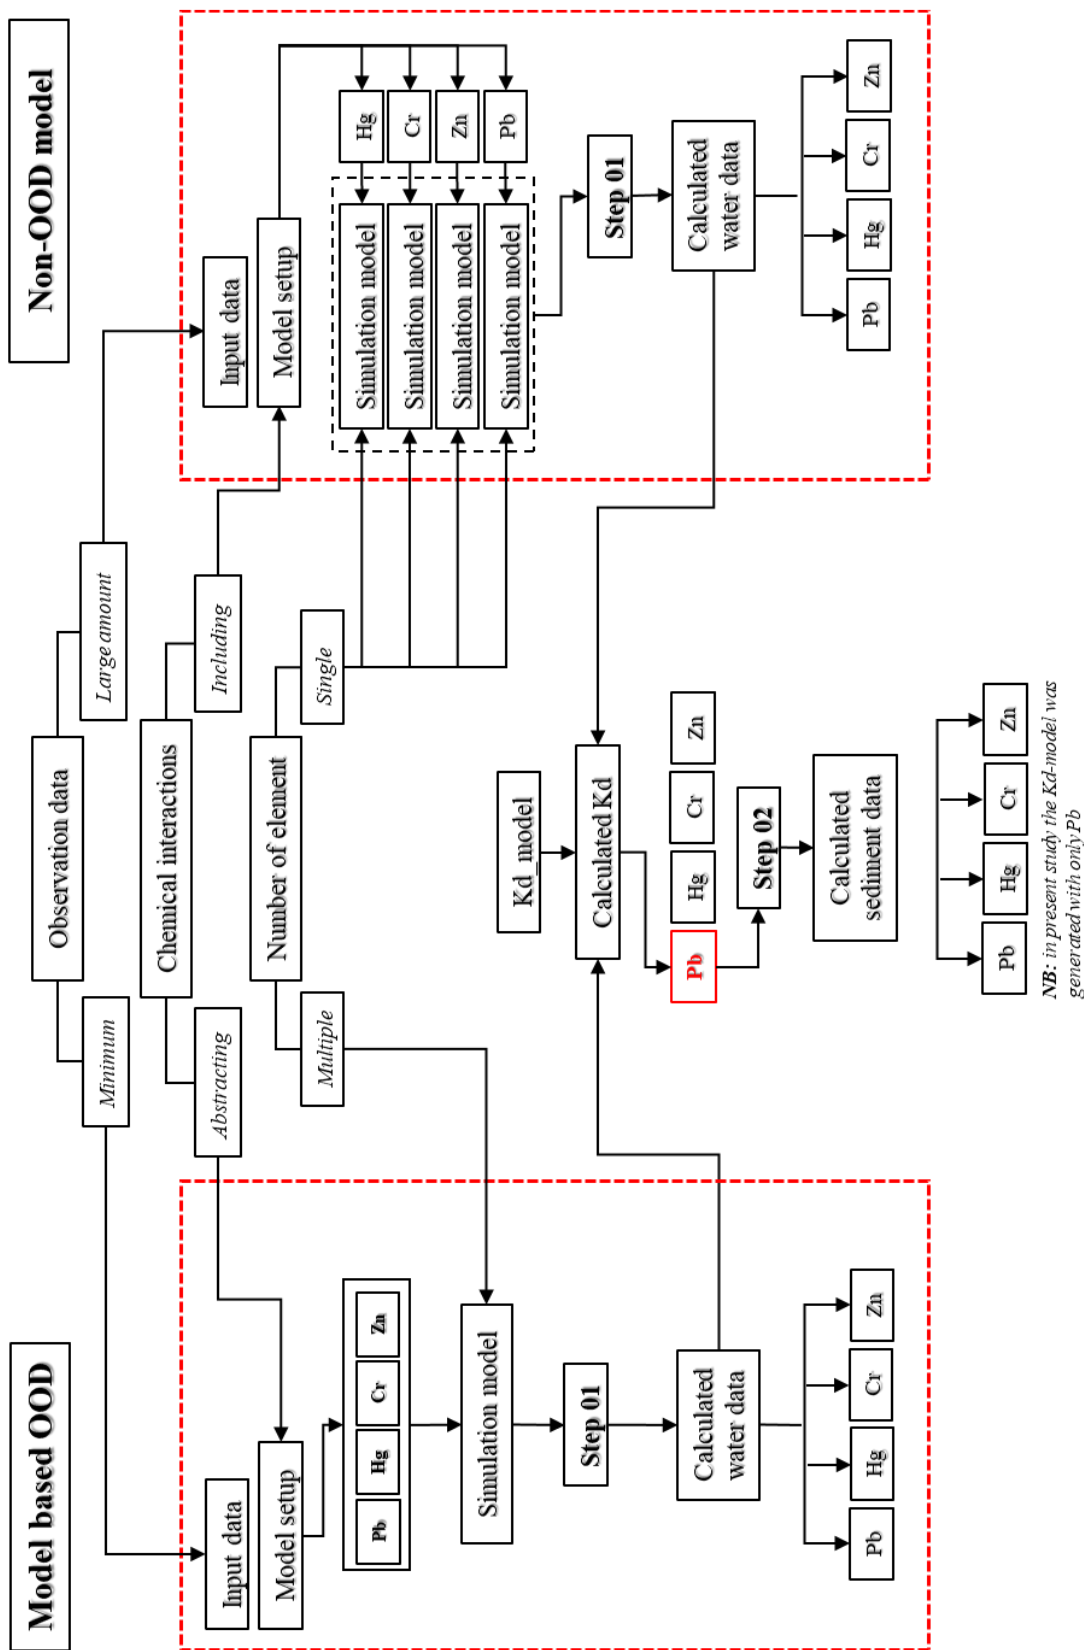 Model based OOD
Non-OOD model
Observation data
Minimum
Large amount
Chemical interactions
Abstracting
Including
Number of element
Multiple
Single
Input data
Model setup
Pb
Hg
Cr
Zn
Simulation model
Step 01
Calculated
water data
Pb
Hg
Cr
Zn
Input data
Model setup
Hg
Cr
Zn
Pb
Simulation model
Simulation model
Simulation model
Simulation model
Step 01
Calculated
water data
Pb
Hg
Cr
Zn
Kd_model
Calculated Kd
Pb
Hg
Cr
Zn
Step 02
Calculated
sediment data
Pb
Hg
Cr
Zn
NB: in present study the Kd-model was
generated with only Pb